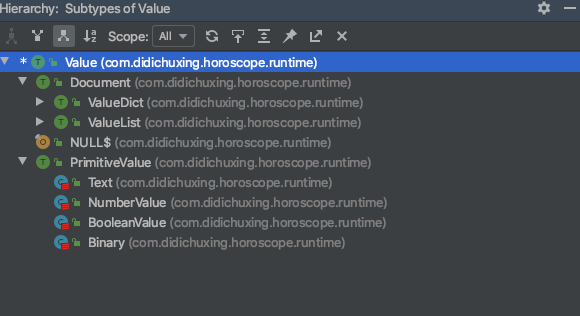 Hierarchy: Subtypes of Value
Scope: All
* T Value (com.didichuxing.horoscope.runtime)
T Document (com.didichuxing.horoscope.runtime)
T ValueDict (com.didichuxing.horoscope.runtime)
T ValueList (com.didichuxing.horoscope.runtime)
O NULL$ (com.didichuxing.horoscope.runtime)
T PrimitiveValue (com.didichuxing.horoscope.runtime)
C Text (com.didichuxing.horoscope.runtime)
C NumberValue (com.didichuxing.horoscope.runtime)
C BooleanValue (com.didichuxing.horoscope.runtime)
C Binary (com.didichuxing.horoscope.runtime)